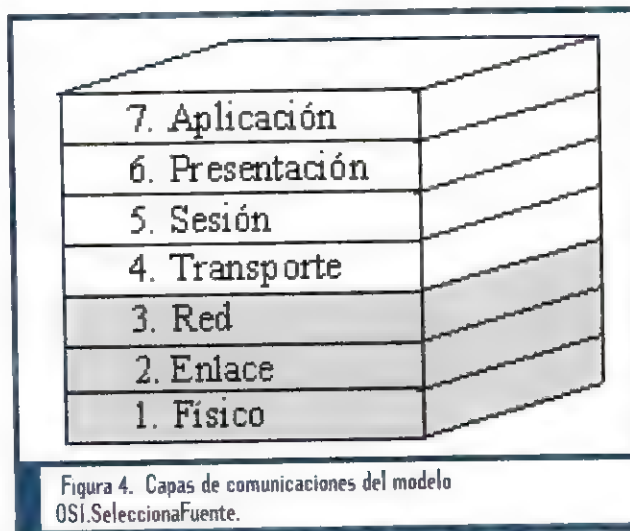 7. Aplicación
6. Presentación
5. Sesión
4. Transporte
3. Red
2. Enlace
1. Físico
Figura 4. Capas de comunicaciones del modelo
OSI.SeleccionaFuente.